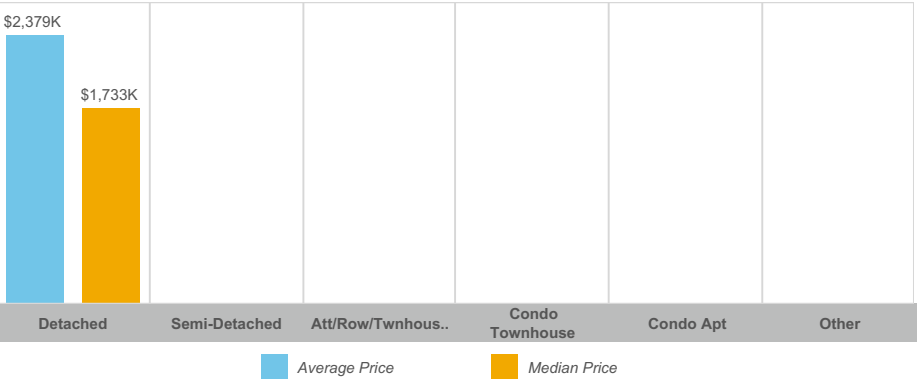 $2,379K
$1,733K
Detached
Semi-Detached
Att/Row/Twnhous..
Condo
Townhouse
Condo Apt
Other
Average Price
Median Price